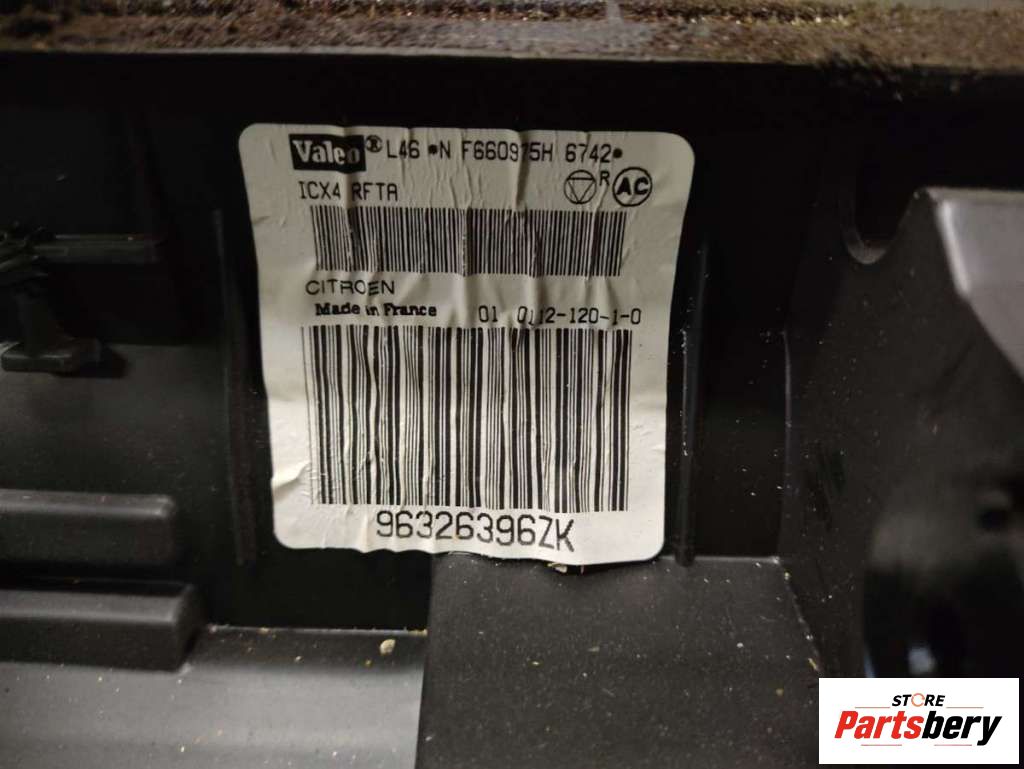 Valeo® L46 •N F660975H 6742•
ICX4 RFTA R AC
CITROEN
Made in France 01 0112-120-1-0
96326396ZK
STORE
Partsbery